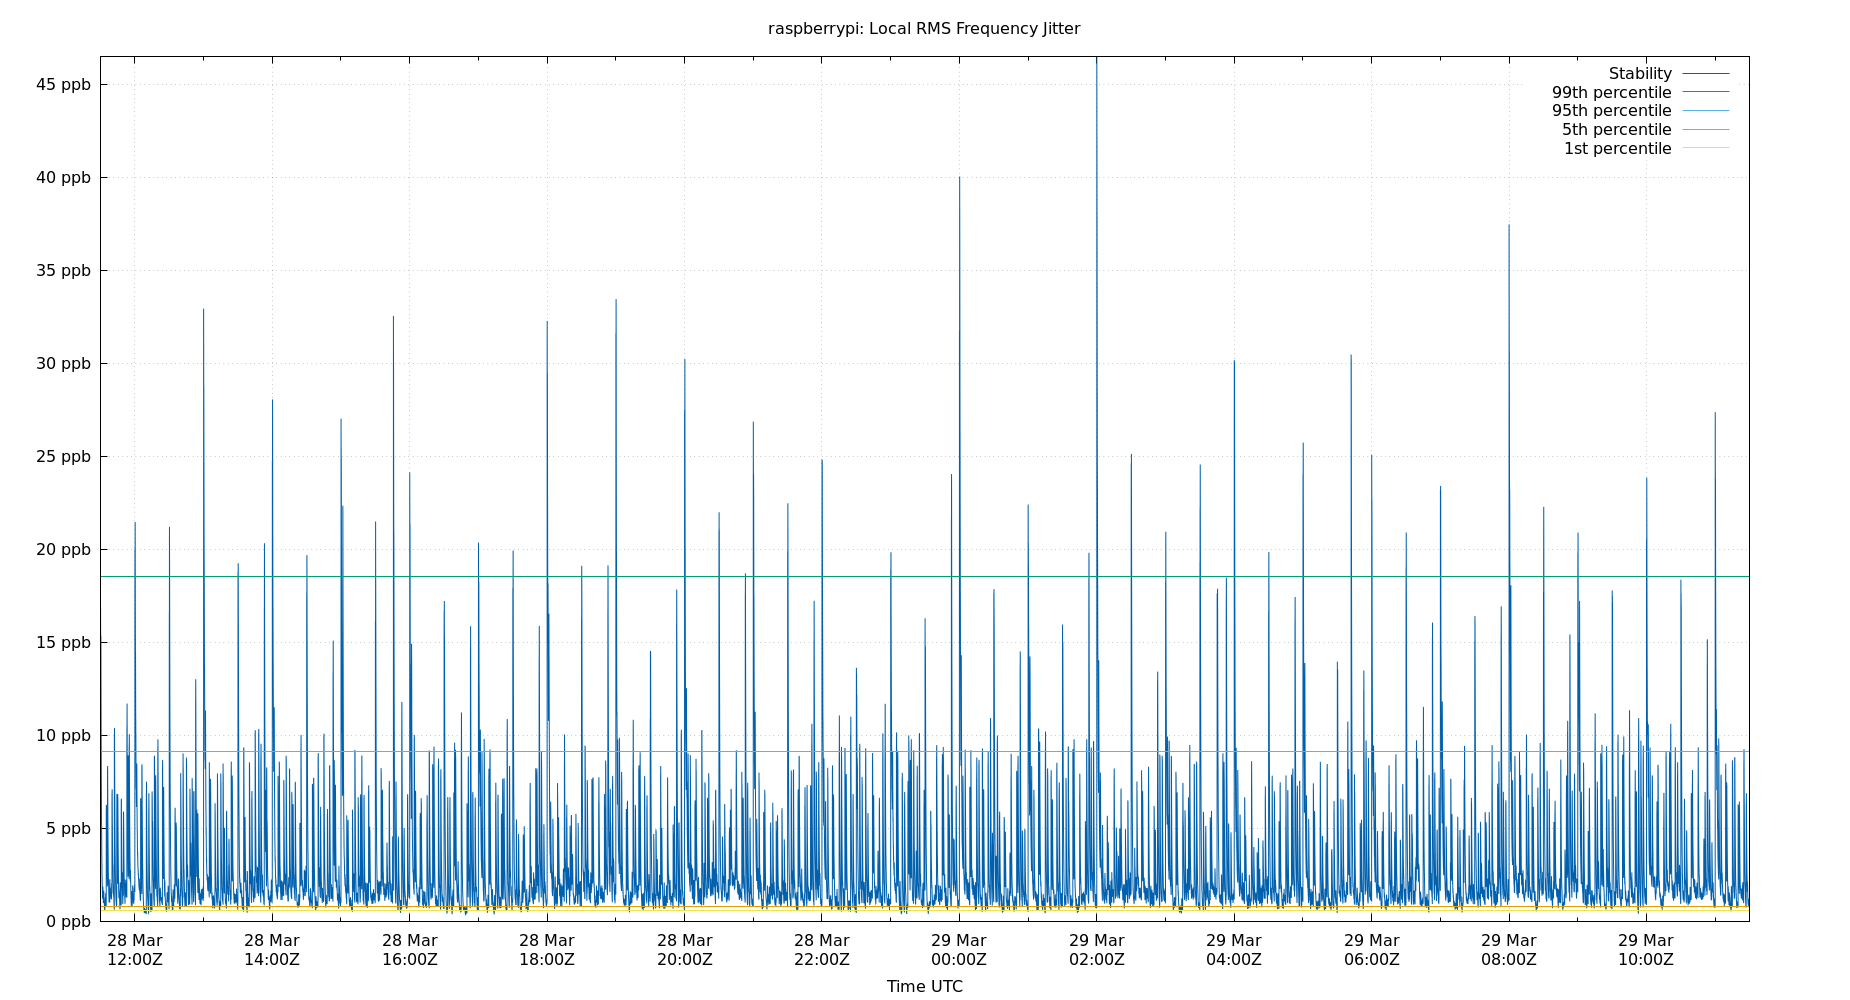 raspberrypi: Local RMS Frequency Jitter
45 ppb
40 ppb
35 ppb
30 ppb
25 ppb
20 ppb
15 ppb
10 ppb
5 ppb
0 ppb
Stability
99th percentile
95th percentile
5th percentile
1st percentile
28 Mar 28 Mar 28 Mar 28 Mar 28 Mar 28 Mar 29 Mar 29 Mar 29 Mar 29 Mar 29 Mar 29 Mar
12:00Z 14:00Z 16:00Z 18:00Z 20:00Z 22:00Z 00:00Z 02:00Z 04:00Z 06:00Z 08:00Z 10:00Z
Time UTC